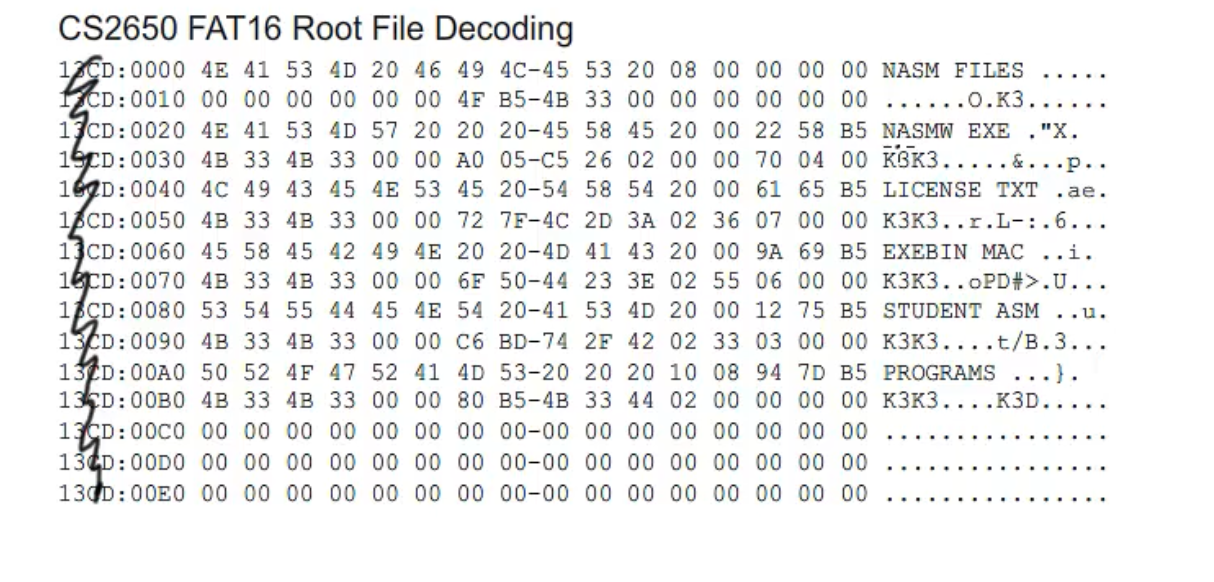 CS2650 FAT16 Root File Decoding
13CD:0000 4E 41 53 4D 20 46 49 4C-45 53 20 08 00 00 00 00 NASM FILES .....
13CD:0010 00 00 00 00 00 00 4F B5-4B 33 00 00 00 00 00 00 ......O.K3......
13CD:0020 4E 41 53 4D 57 20 20 20-45 58 45 20 00 22 58 B5 NASMW EXE ."X.
13CD:0030 4B 33 4B 33 00 00 A0 05-C5 26 02 00 00 70 04 00 K3K3.....&...p..
13CD:0040 4C 49 43 45 4E 53 45 20-54 58 54 20 00 61 65 B5 LICENSE TXT .ae.
13CD:0050 4B 33 4B 33 00 00 72 7F-4C 2D 3A 02 36 07 00 00 K3K3..r.L-:.6...
13CD:0060 45 58 45 42 49 4E 20 20-4D 41 43 20 00 9A 69 B5 EXEBIN MAC ..i.
13CD:0070 4B 33 4B 33 00 00 6F 50-44 23 3E 02 55 06 00 00 K3K3..oPD#>.U...
13CD:0080 53 54 55 44 45 4E 54 20-41 53 4D 20 00 12 75 B5 STUDENT ASM ..u.
13CD:0090 4B 33 4B 33 00 00 C6 BD-74 2F 42 02 33 03 00 00 K3K3....t/B.3...
13CD:00A0 50 52 4F 47 52 41 4D 53-20 20 20 10 08 94 7D B5 PROGRAMS ...}.
13CD:00B0 4B 33 4B 33 00 00 80 B5-4B 33 44 02 00 00 00 00 K3K3....K3D.....
13CD:00C0 00 00 00 00 00 00 00 00-00 00 00 00 00 00 00 00 ................
13CD:00D0 00 00 00 00 00 00 00 00-00 00 00 00 00 00 00 00 ................
13CD:00E0 00 00 00 00 00 00 00 00-00 00 00 00 00 00 00 00 ................